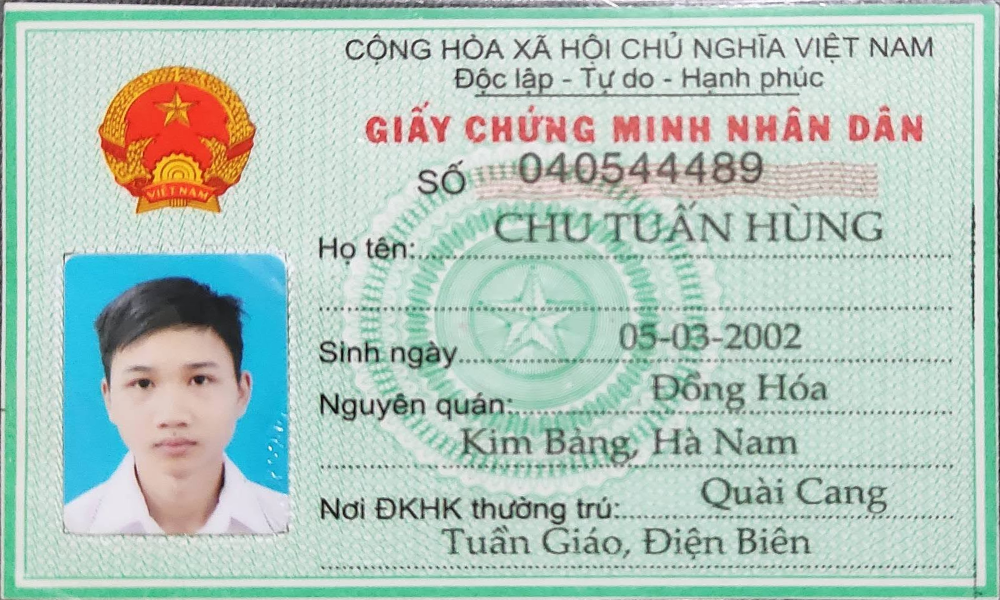 CỘNG HÒA XÃ HỘI CHỦ NGHĨA VIỆT NAM
Độc lập - Tự do - Hạnh phúc
GIẤY CHỨNG MINH NHÂN DÂN
SỐ 040544489
VIỆT NAM
Họ tên: CHU TUẤN HÙNG
Sinh ngày 05-03-2002
Nguyên quán: Đồng Hóa
Kim Bảng, Hà Nam
Nơi ĐKHK thường trú: Quài Cang
Tuần Giáo, Điện Biên